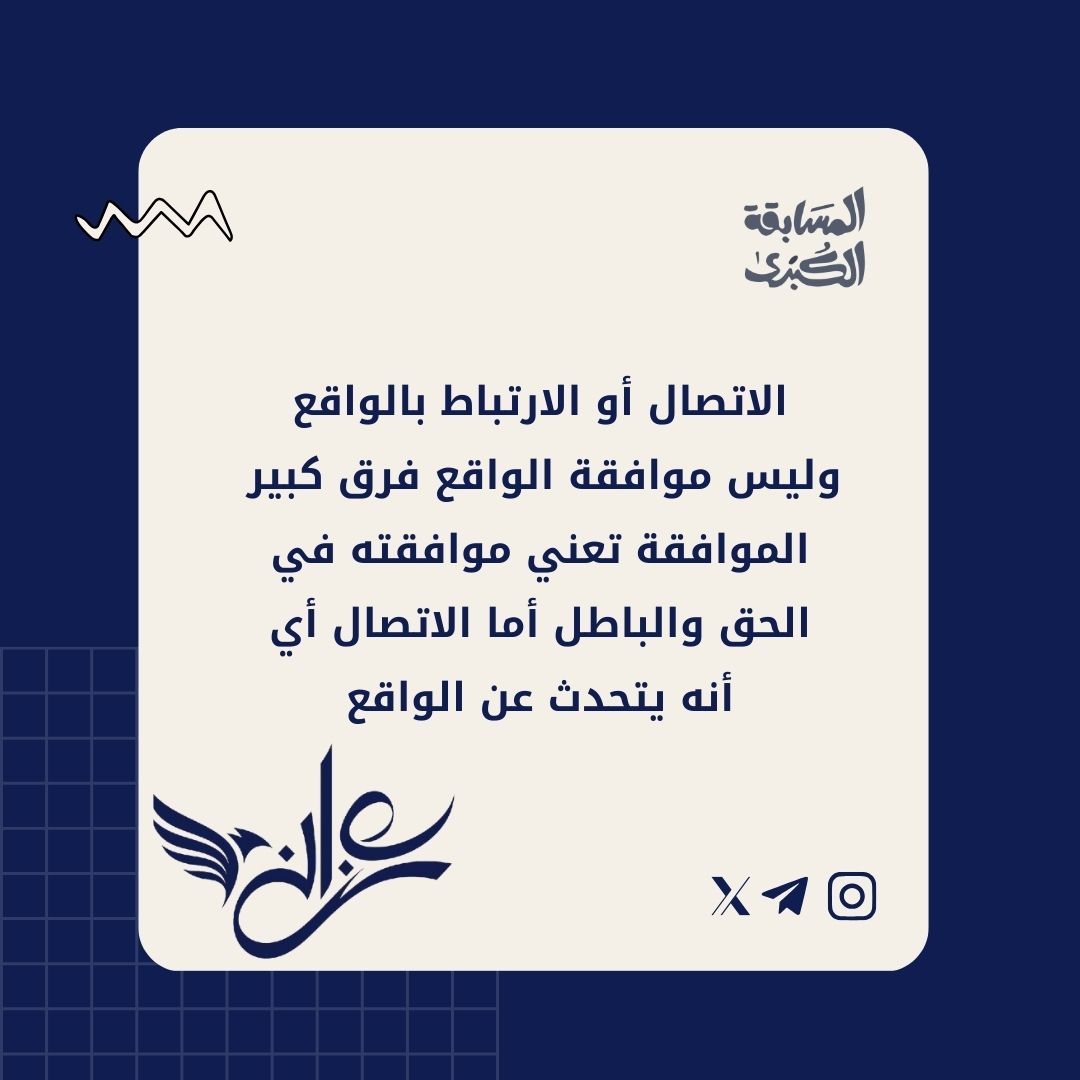 المسابقة
الكبرى
الاتصال أو الارتباط بالواقع
وليس موافقة الواقع فرق كبير
الموافقة تعني موافقته في
الحق والباطل أما الاتصال أي
أنه يتحدث عن الواقع